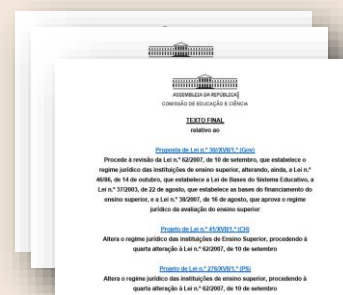 ASSEMBLEIA DA REPÚBLICA
COMISSÃO DE EDUCAÇÃO E CIÊNCIA
TEXTO FINAL
relativo ao
Proposta de Lei n.º 30/XVII/1.ª (Gov)
Procede à revisão da Lei n.º 62/2007, de 10 de setembro, que estabelece o
regime jurídico das instituições de ensino superior, alterando, ainda, a Lei n.º
46/86, de 14 de outubro, que estabelece a Lei de Bases do Sistema Educativo, a
Lei n.º 37/2003, de 22 de agosto, que estabelece as bases do financiamento do
ensino superior, e a Lei n.º 38/2007, de 16 de agosto, que aprova o regime
jurídico da avaliação do ensino superior
Projeto de Lei n.º 41/XVII/1.ª (CH)
Altera o regime jurídico das instituições de Ensino Superior, procedendo à
quarta alteração à Lei n.º 62/2007, de 10 de setembro
Projeto de Lei n.º 276/XVII/1.ª (PS)
Altera o regime jurídico das instituições de ensino superior, procedendo à
quarta alteração à Lei n.º 62/2007, de 10 de setembro